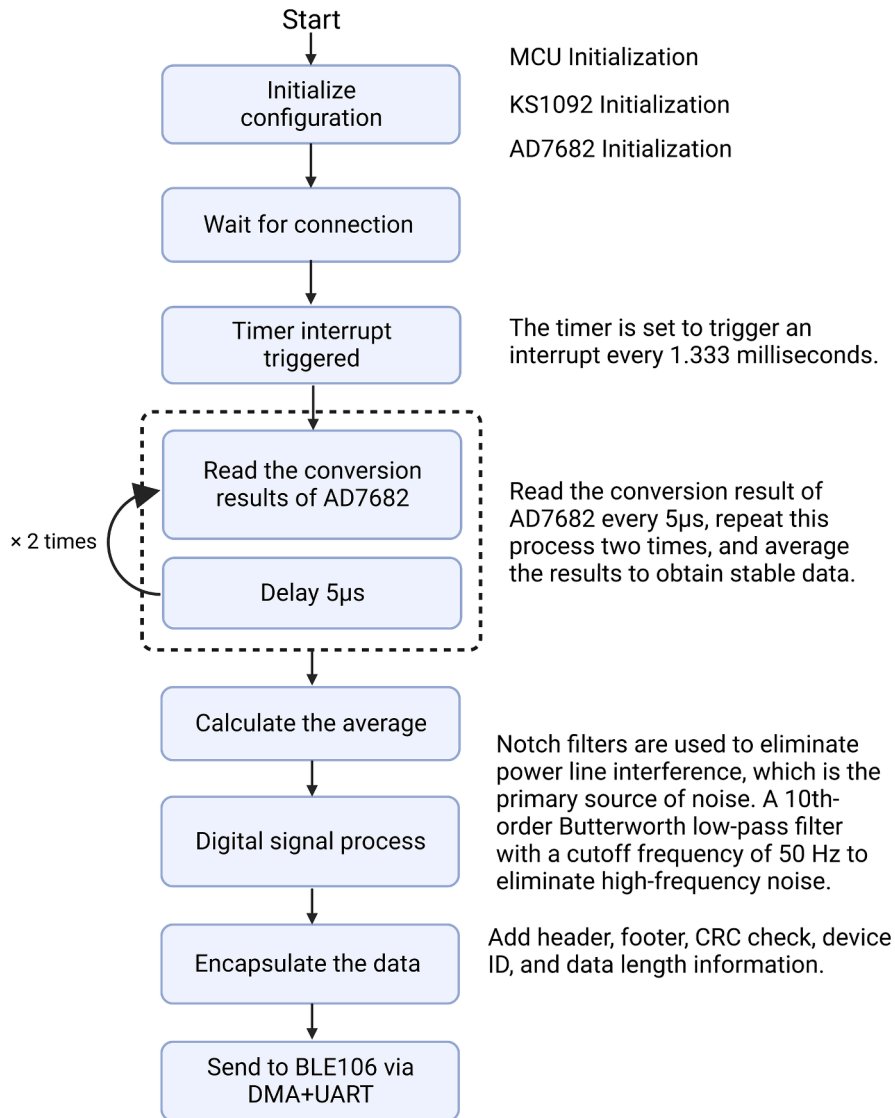 Start
Initialize
configuration
MCU Initialization
KS1092 Initialization
AD7682 Initialization
Wait for connection
Timer interrupt
triggered
The timer is set to trigger an
interrupt every 1.333 milliseconds.
Read the conversion
results of AD7682
× 2 times
Delay 5µs
Read the conversion result of
AD7682 every 5µs, repeat this
process two times, and average
the results to obtain stable data.
Calculate the average
Digital signal process
Notch filters are used to eliminate
power line interference, which is the
primary source of noise. A 10th-
order Butterworth low-pass filter
with a cutoff frequency of 50 Hz to
eliminate high-frequency noise.
Encapsulate the data
Add header, footer, CRC check, device
ID, and data length information.
Send to BLE106 via
DMA+UART